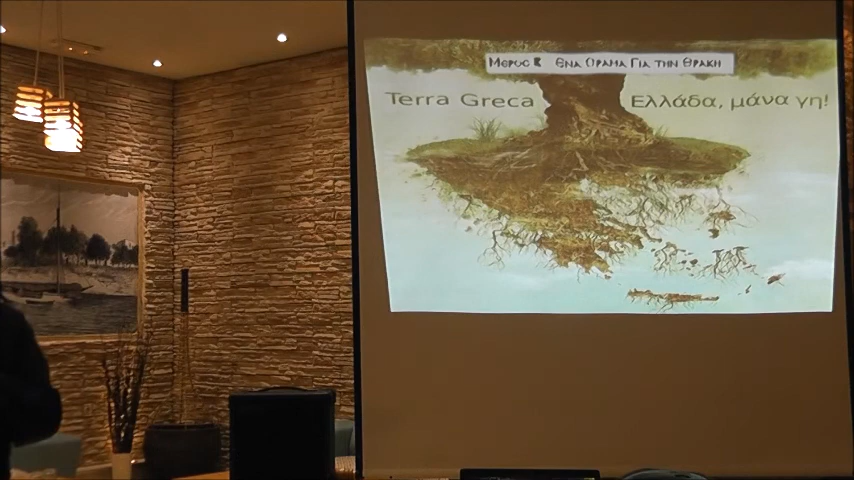 Μερος Β Ενα Οραμα Για την Θρακη
Terra Greca
Ελλάδα, μάνα γη!